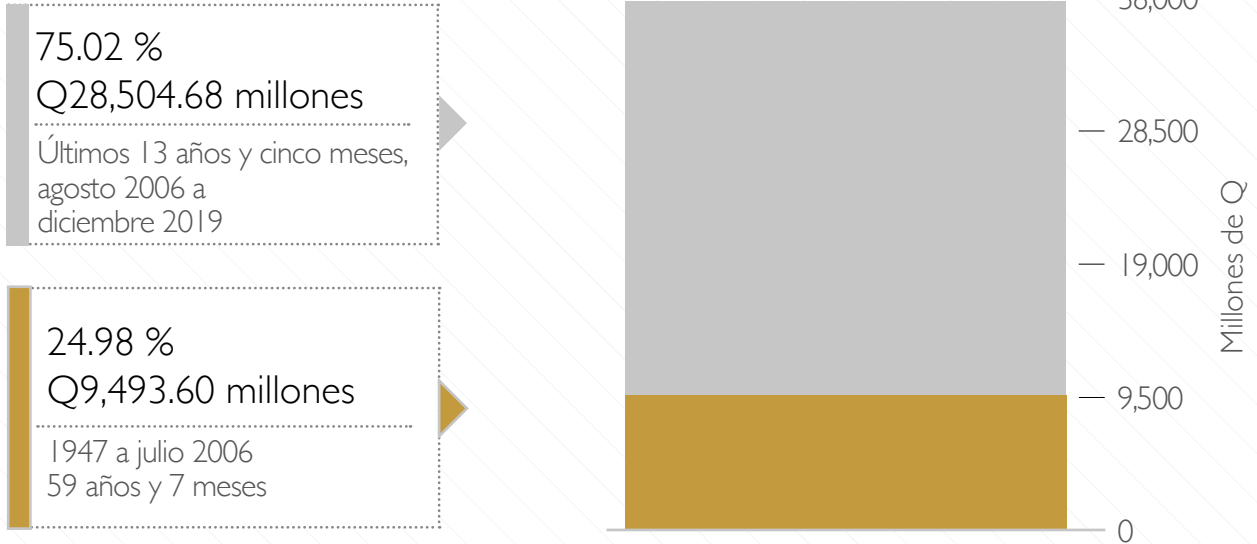 75.02 %
Q28,504.68 millones
Últimos 13 años y cinco meses,
agosto 2006 a
diciembre 2019
24.98 %
Q9,493.60 millones
1947 a julio 2006
59 años y 7 meses
28,500
19,000
9,500
0
Millones de Q